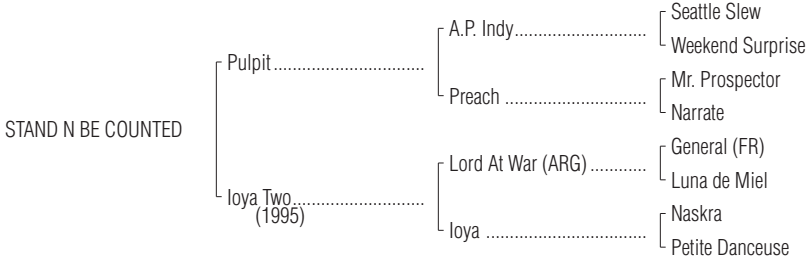 Seattle Slew
A.P. Indy..............................
Weekend Surprise
Pulpit..................................
Mr. Prospector
Preach ................................
Narrate
STAND N BE COUNTED
General (FR)
Lord At War (ARG) ............
Luna de Miel
Ioya Two..............................
(1995)
Naskra
Ioya ....................................
Petite Danceuse